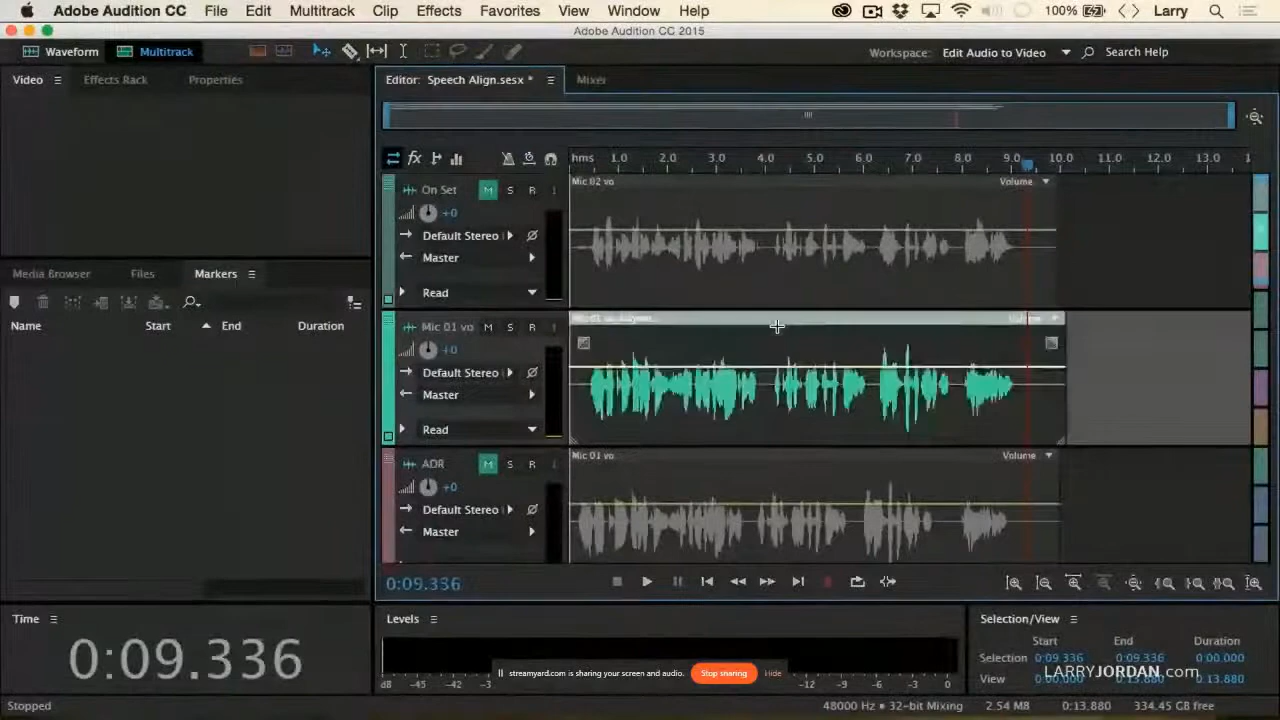 Adobe Audition CC File Edit Multitrack Clip Effects Favorites View Window Help 100% Larry
Adobe Audition CC 2015
Waveform Multitrack Workspace: Edit Audio to Video Search Help
Video Effects Rack Properties Editor: Speech Align.sesx * Mixer
hms 1.0 2.0 3.0 4.0 5.0 6.0 7.0 8.0 9.0 10.0 11.0 12.0 13.0
On Set M S R I Mic 02 vo Volume
+0
Default Stereo
Master
Read
Media Browser Files Markers
Name Start End Duration
Mic 01 vo M S R I
+0
Default Stereo
Master
Read
ADR M S R I Mic 01 vo Volume
+0
Default Stereo
Master
0:09.336
Time
0:09.336
Levels
dB -45 -42 -3 -12 -9 -6 -3 0
streamyard.com is sharing your screen and audio. Stop sharing Hide
Selection/View
Start End Duration
Selection 0:09.336 0:09.336 0:00.000
View 0:00.000 0:13.880 0:13.880
LARRYJORDAN.com
Stopped 48000 Hz • 32-bit Mixing 2.54 MB 0:13.880 334.45 GB free